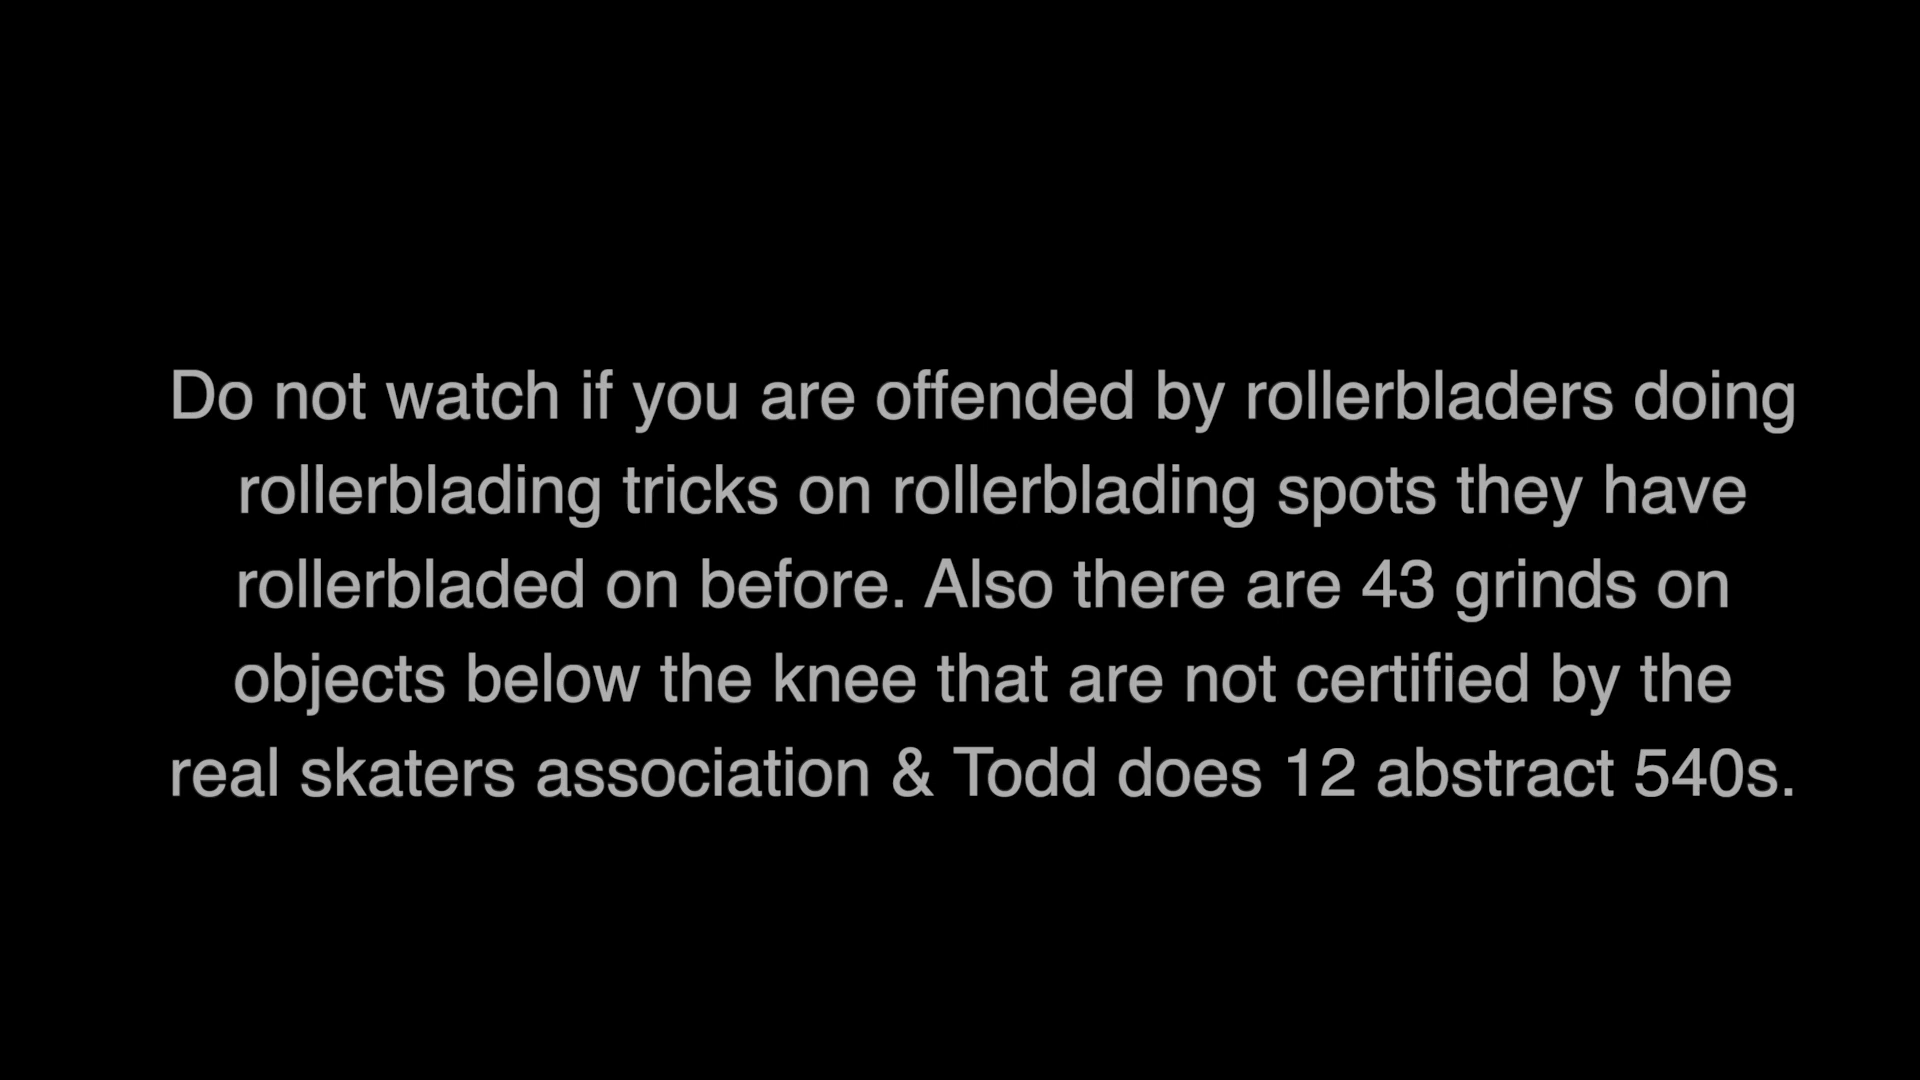 Do not watch if you are offended by rollerbladers doing
rollerblading tricks on rollerblading spots they have
rollerbladed on before. Also there are 43 grinds on
objects below the knee that are not certified by the
real skaters association & Todd does 12 abstract 540s.